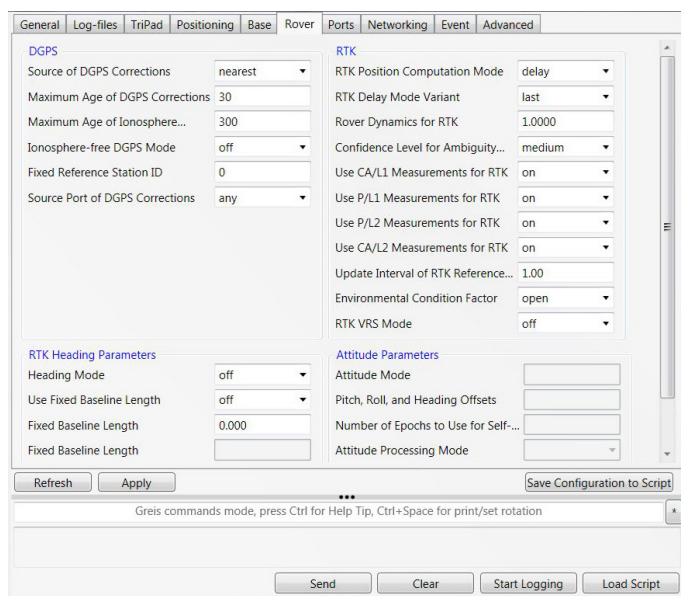 General Log-files TriPad Positioning Base Rover Ports Networking Event Advanced
DGPS
Source of DGPS Corrections nearest
Maximum Age of DGPS Corrections 30
Maximum Age of Ionosphere... 300
Ionosphere-free DGPS Mode off
Fixed Reference Station ID 0
Source Port of DGPS Corrections any
RTK
RTK Position Computation Mode delay
RTK Delay Mode Variant last
Rover Dynamics for RTK 1.0000
Confidence Level for Ambiguity... medium
Use CA/L1 Measurements for RTK on
Use P/L1 Measurements for RTK on
Use P/L2 Measurements for RTK on
Use CA/L2 Measurements for RTK on
Update Interval of RTK Reference... 1.00
Environmental Condition Factor open
RTK VRS Mode off
RTK Heading Parameters
Heading Mode off
Use Fixed Baseline Length off
Fixed Baseline Length 0.000
Fixed Baseline Length
Attitude Parameters
Attitude Mode
Pitch, Roll, and Heading Offsets
Number of Epochs to Use for Self-...
Attitude Processing Mode
Refresh Apply Save Configuration to Script
Greis commands mode, press Ctrl for Help Tip, Ctrl+Space for print/set rotation *
Send Clear Start Logging Load Script